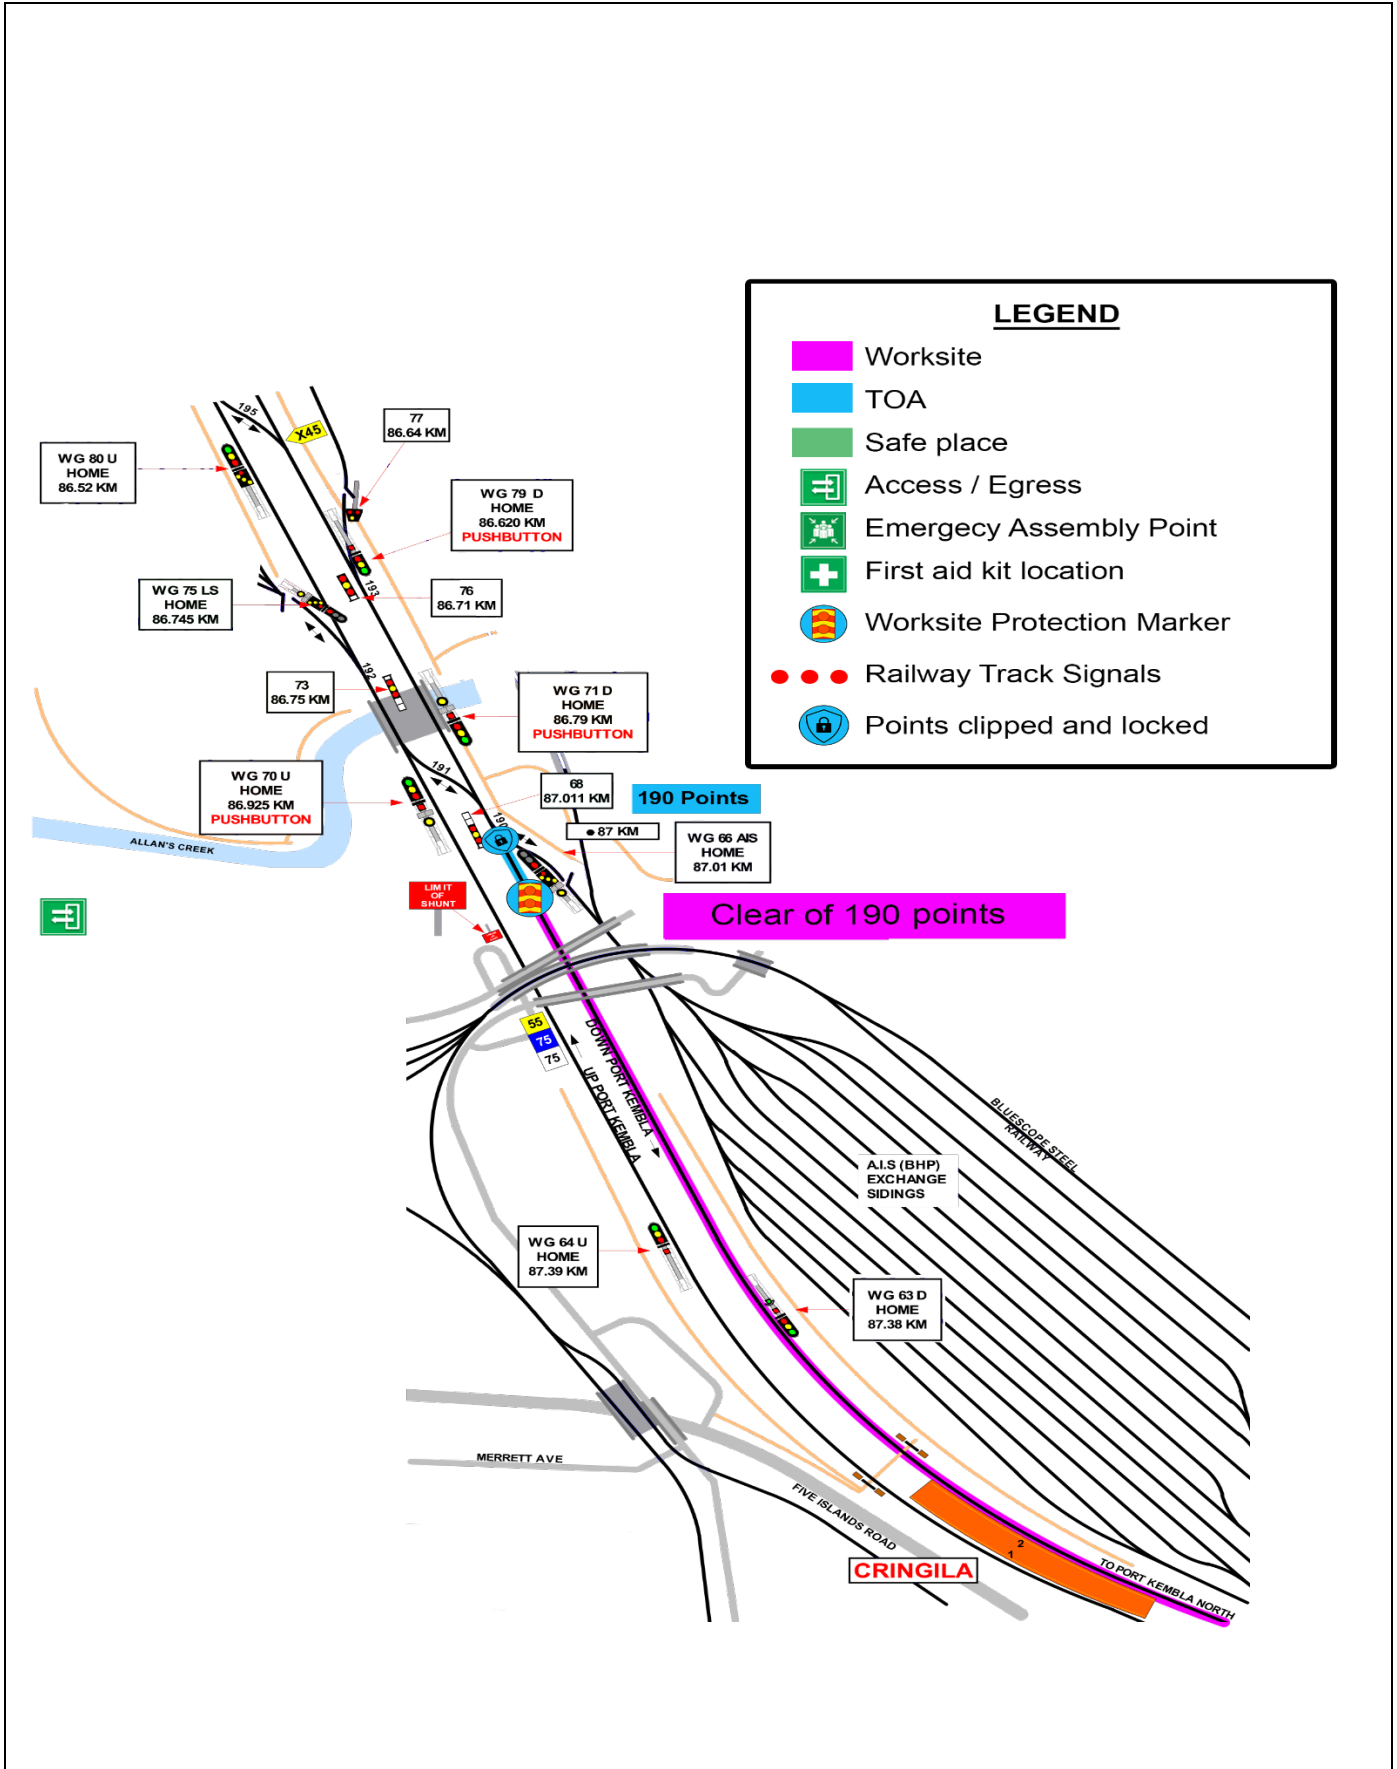 LEGEND
Worksite
TOA
Safe place
Access / Egress
Emergecy Assembly Point
First aid kit location
Worksite Protection Marker
Railway Track Signals
Points clipped and locked
195
X45
77
86.64 KM
WG 80 U
HOME
86.52 KM
WG 79 D
HOME
86.620 KM
PUSHBUTTON
193
WG 75 LS
HOME
86.745 KM
76
86.71 KM
192
73
86.75 KM
WG 71 D
HOME
86.79 KM
PUSHBUTTON
191
WG 70 U
HOME
86.925 KM
PUSHBUTTON
68
87.011 KM
190 Points
190
87 KM
WG 66 AIS
HOME
87.01 KM
ALLAN'S CREEK
LIMIT
OF
SHUNT
Clear of 190 points
55
75
75
DOWN PORT KEMBLA
UP PORT KEMBLA
BLUESCOPE STEEL
RAILWAY
A.I.S (BHP)
EXCHANGE
SIDINGS
WG 64 U
HOME
87.39 KM
WG 63 D
HOME
87.38 KM
MERRETT AVE
FIVE ISLANDS ROAD
2
1
CRINGILA
TO PORT KEMBLA NORTH